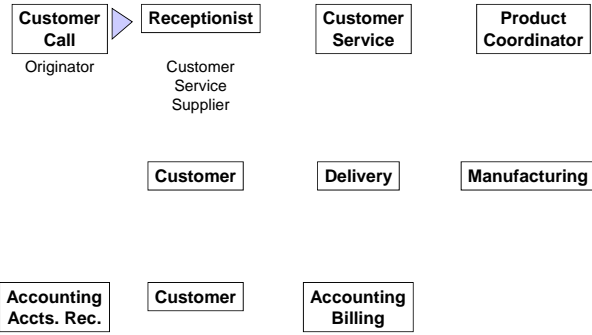 Customer
Call
Receptionist
Customer
Service
Product
Coordinator
Originator
Customer
Service
Supplier
Customer
Delivery
Manufacturing
Accounting
Accts. Rec.
Customer
Accounting
Billing